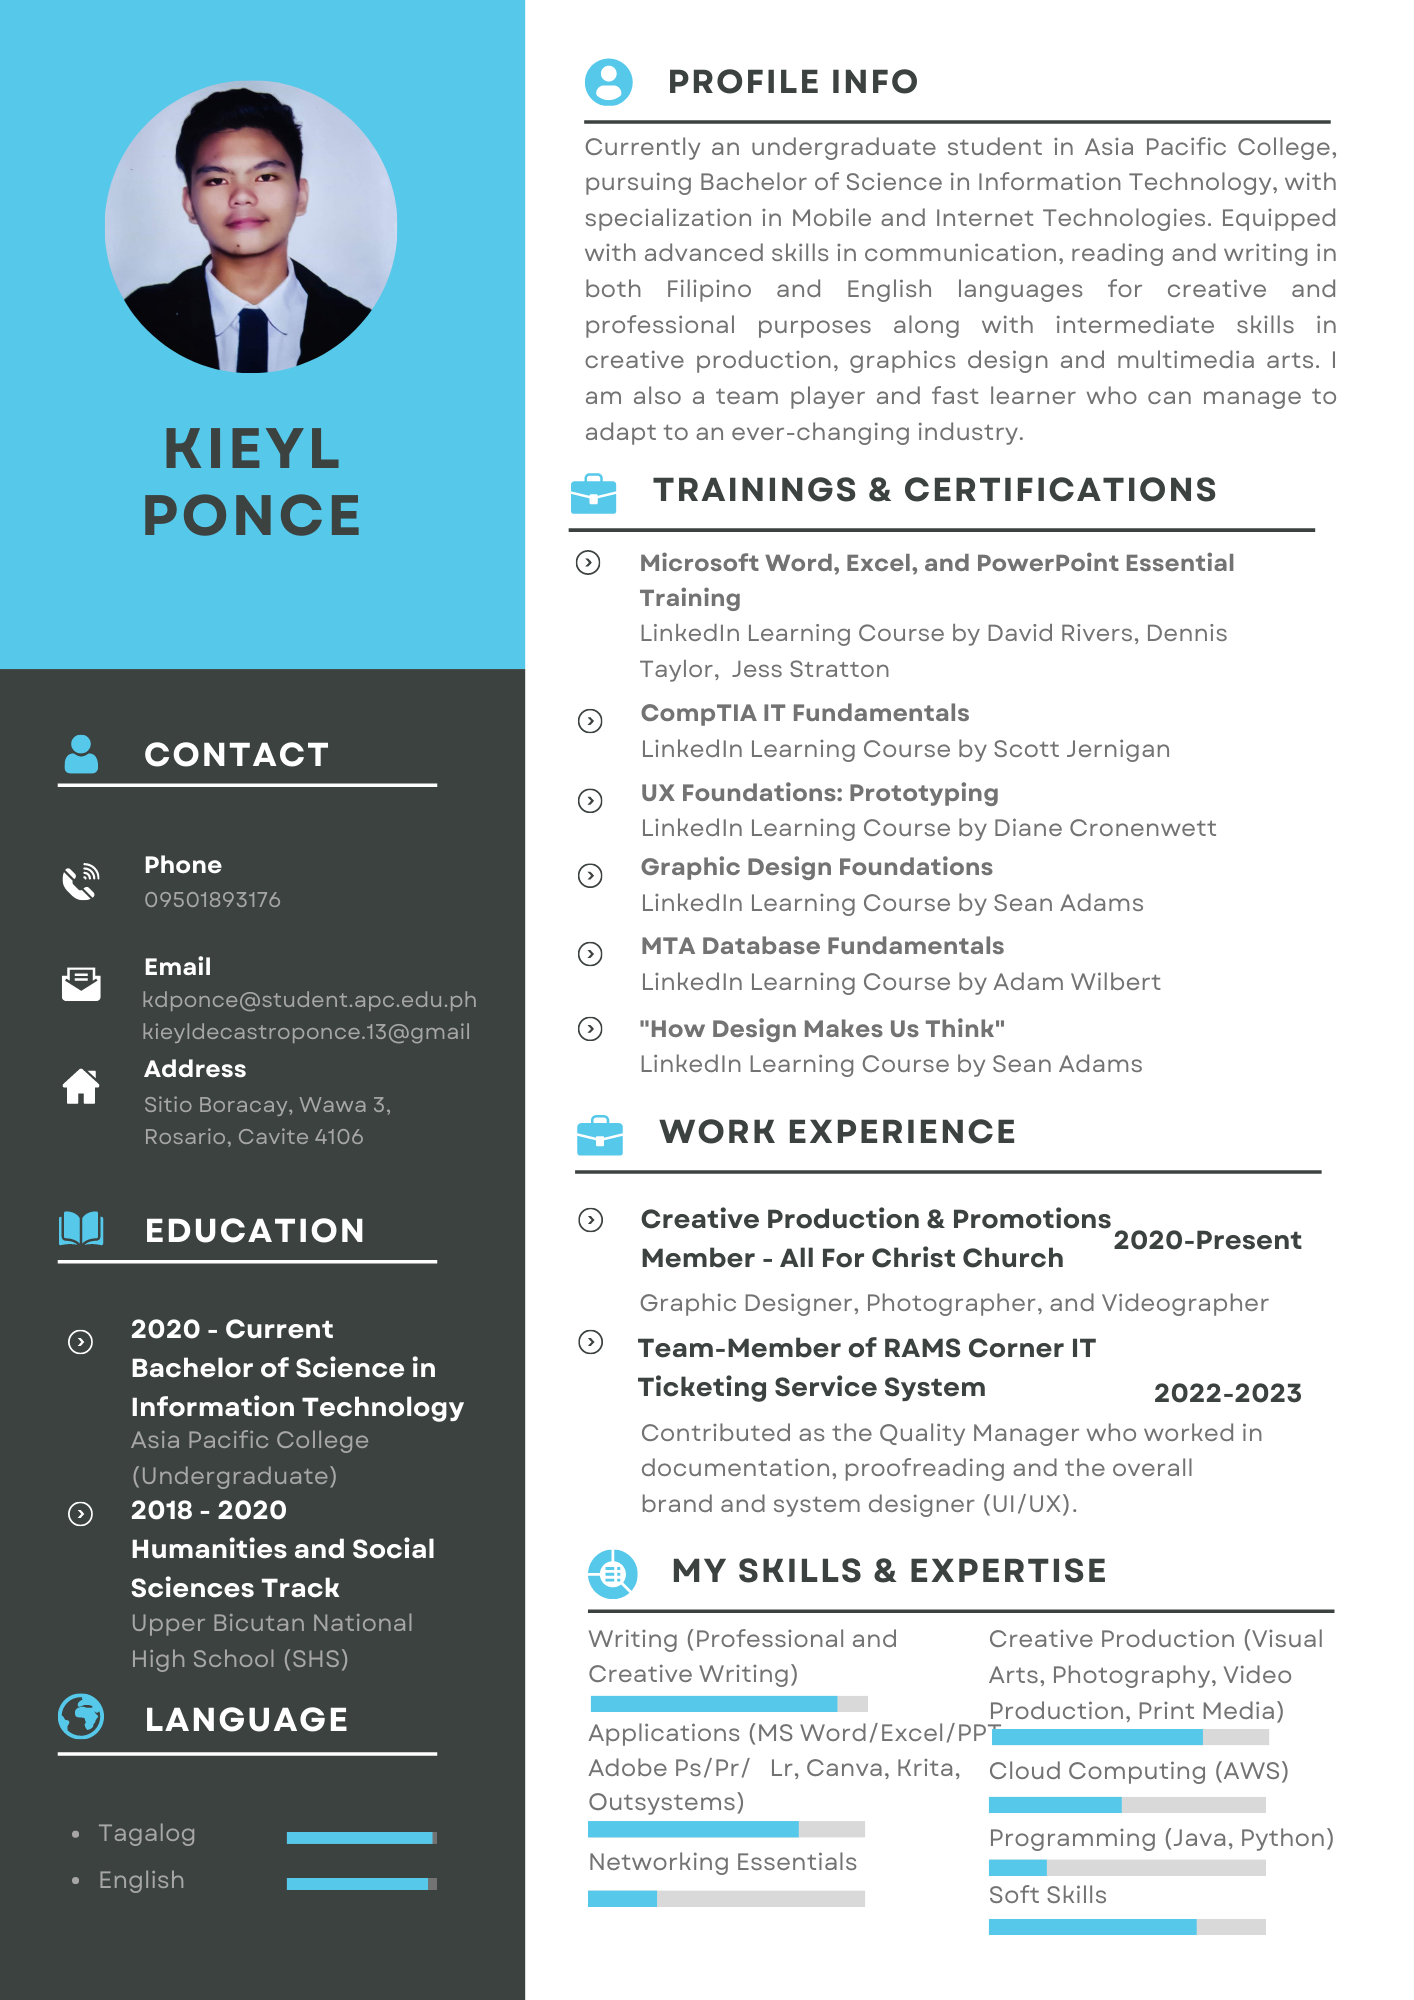 KIEYL
PONCE
CONTACT
Phone
09501893176
Email
kdponce@student.apc.edu.ph
kieyldecastroponce.13@gmail
Address
Sitio Boracay, Wawa 3,
Rosario, Cavite 4106
EDUCATION
2020 - Current
Bachelor of Science in
Information Technology
Asia Pacific College
(Undergraduate)
2018 - 2020
Humanities and Social
Sciences Track
Upper Bicutan National
High School (SHS)
LANGUAGE
• Tagalog
• English
PROFILE INFO
Currently an undergraduate student in Asia Pacific College,
pursuing Bachelor of Science in Information Technology, with
specialization in Mobile and Internet Technologies. Equipped
with advanced skills in communication, reading and writing in
both Filipino and English languages for creative and
professional purposes along with intermediate skills in
creative production, graphics design and multimedia arts. I
am also a team player and fast learner who can manage to
adapt to an ever-changing industry.
TRAININGS & CERTIFICATIONS
Microsoft Word, Excel, and PowerPoint Essential
Training
LinkedIn Learning Course by David Rivers, Dennis
Taylor,  Jess Stratton
CompTIA IT Fundamentals
LinkedIn Learning Course by Scott Jernigan
UX Foundations: Prototyping
LinkedIn Learning Course by Diane Cronenwett
Graphic Design Foundations
LinkedIn Learning Course by Sean Adams
MTA Database Fundamentals
LinkedIn Learning Course by Adam Wilbert
"How Design Makes Us Think"
LinkedIn Learning Course by Sean Adams
WORK EXPERIENCE
Creative Production & Promotions
Member - All For Christ Church
2020-Present
Graphic Designer, Photographer, and Videographer
Team-Member of RAMS Corner IT
Ticketing Service System
2022-2023
Contributed as the Quality Manager who worked in
documentation, proofreading and the overall
brand and system designer (UI/UX).
MY SKILLS & EXPERTISE
Writing (Professional and
Creative Writing)
Applications (MS Word/Excel/PPT
Adobe Ps/Pr/   Lr, Canva, Krita,
Outsystems)
Networking Essentials
Creative Production (Visual
Arts, Photography, Video
Production, Print Media)
Cloud Computing (AWS)
Programming (Java, Python)
Soft Skills